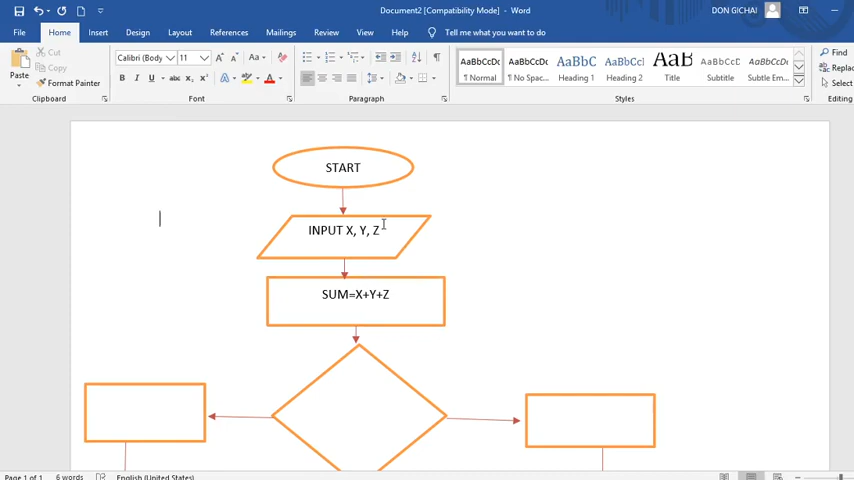 Document2 [Compatibility Mode] - Word
DON GICHAI
File Home Insert Design Layout References Mailings Review View Help Tell me what you want to do
Paste
Cut
Copy
Format Painter
Clipboard
Calibri (Body 11
Font
Paragraph
AaBbCcDc AaBbCcDc AaBbC AaBbCcI AaB AaBbCcD AaBbCcDc
¶ Normal ¶ No Spac... Heading 1 Heading 2 Title Subtitle Subtle Em...
Styles
Find
Replac
Select
Editing
START
INPUT X, Y, Z
SUM=X+Y+Z
Page 1 of 1 6 words English (United States)